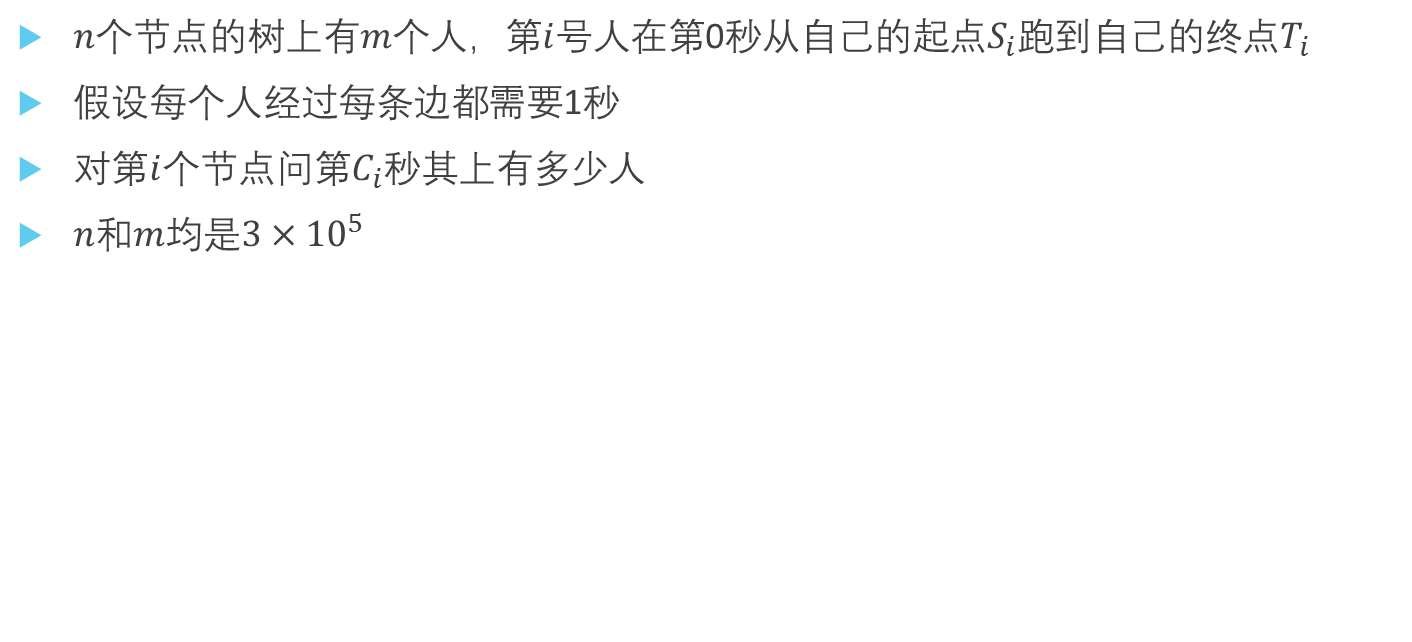 n个节点的树上有m个人，第i号人在第0秒从自己的起点Sᵢ跑到自己的终点Tᵢ
假设每个人经过每条边都需要1秒
对第i个节点问第Cᵢ秒其上有多少人
n和m均是3 × 10⁵